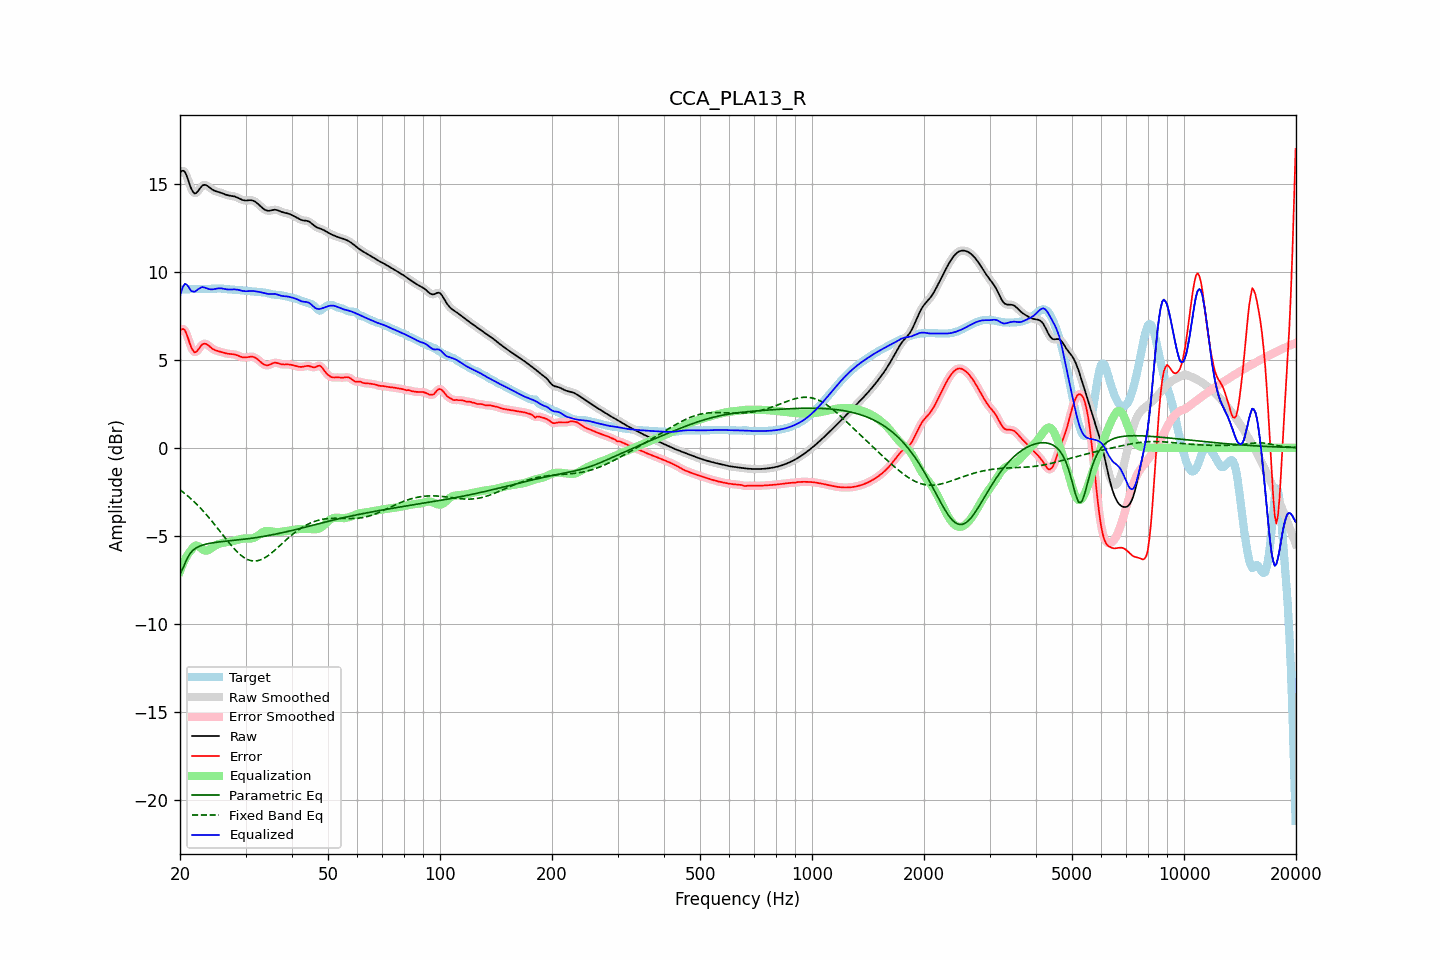 CCA_PLA13_R
Amplitude (dBr)
15
10
5
0
−5
−10
−15
−20
Target
Raw Smoothed
Error Smoothed
Raw
Error
Equalization
Parametric Eq
Fixed Band Eq
Equalized
20 50 100 200 500 1000 2000 5000 10000 20000
Frequency (Hz)